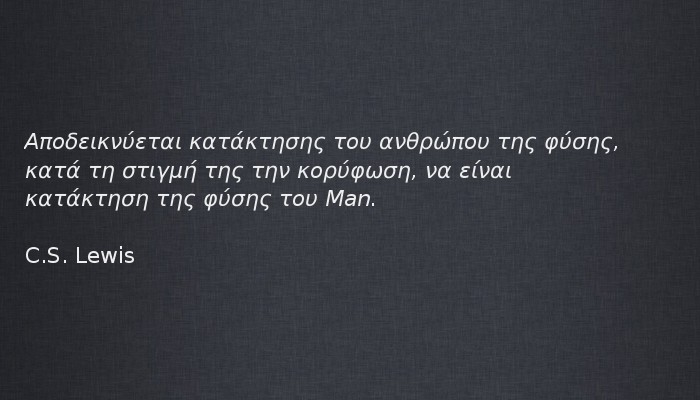 Αποδεικνύεται κατάκτησης του ανθρώπου της φύσης,
κατά τη στιγμή της την κορύφωση, να είναι
κατάκτηση της φύσης του Man.
C.S. Lewis